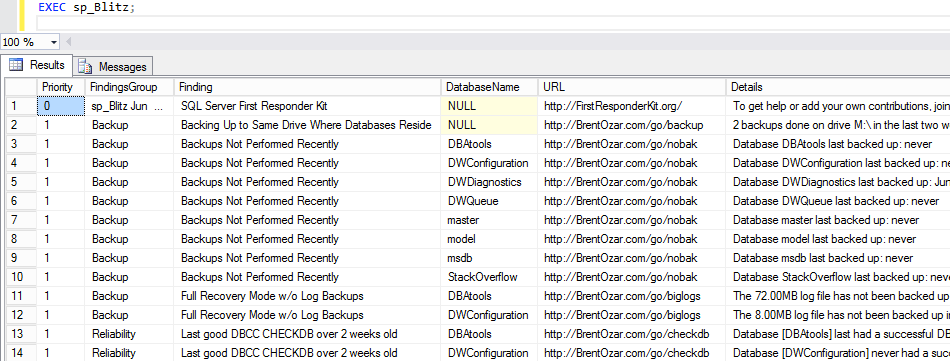 EXEC sp_Blitz;
100 %
Results Messages
Priority FindingsGroup Finding DatabaseName URL Details
1 0 sp_Blitz Jun ... SQL Server First Responder Kit NULL http://FirstResponderKit.org/ To get help or add your own contributions, join
2 1 Backup Backing Up to Same Drive Where Databases Reside NULL http://BrentOzar.com/go/backup 2 backups done on drive M:\ in the last two w
3 1 Backup Backups Not Performed Recently DBAtools http://BrentOzar.com/go/nobak Database DBAtools last backed up: never
4 1 Backup Backups Not Performed Recently DWConfiguration http://BrentOzar.com/go/nobak Database DWConfiguration last backed up: ne
5 1 Backup Backups Not Performed Recently DWDiagnostics http://BrentOzar.com/go/nobak Database DWDiagnostics last backed up: Jun
6 1 Backup Backups Not Performed Recently DWQueue http://BrentOzar.com/go/nobak Database DWQueue last backed up: never
7 1 Backup Backups Not Performed Recently master http://BrentOzar.com/go/nobak Database master last backed up: never
8 1 Backup Backups Not Performed Recently model http://BrentOzar.com/go/nobak Database model last backed up: never
9 1 Backup Backups Not Performed Recently msdb http://BrentOzar.com/go/nobak Database msdb last backed up: never
10 1 Backup Backups Not Performed Recently StackOverflow http://BrentOzar.com/go/nobak Database StackOverflow last backed up: never
11 1 Backup Full Recovery Mode w/o Log Backups DBAtools http://BrentOzar.com/go/biglogs The 72.00MB log file has not been backed up
12 1 Backup Full Recovery Mode w/o Log Backups DWConfiguration http://BrentOzar.com/go/biglogs The 8.00MB log file has not been backed up in
13 1 Reliability Last good DBCC CHECKDB over 2 weeks old DBAtools http://BrentOzar.com/go/checkdb Database [DBAtools] last had a successful DB
14 1 Reliability Last good DBCC CHECKDB over 2 weeks old DWConfiguration http://BrentOzar.com/go/checkdb Database [DWConfiguration] never had a succ